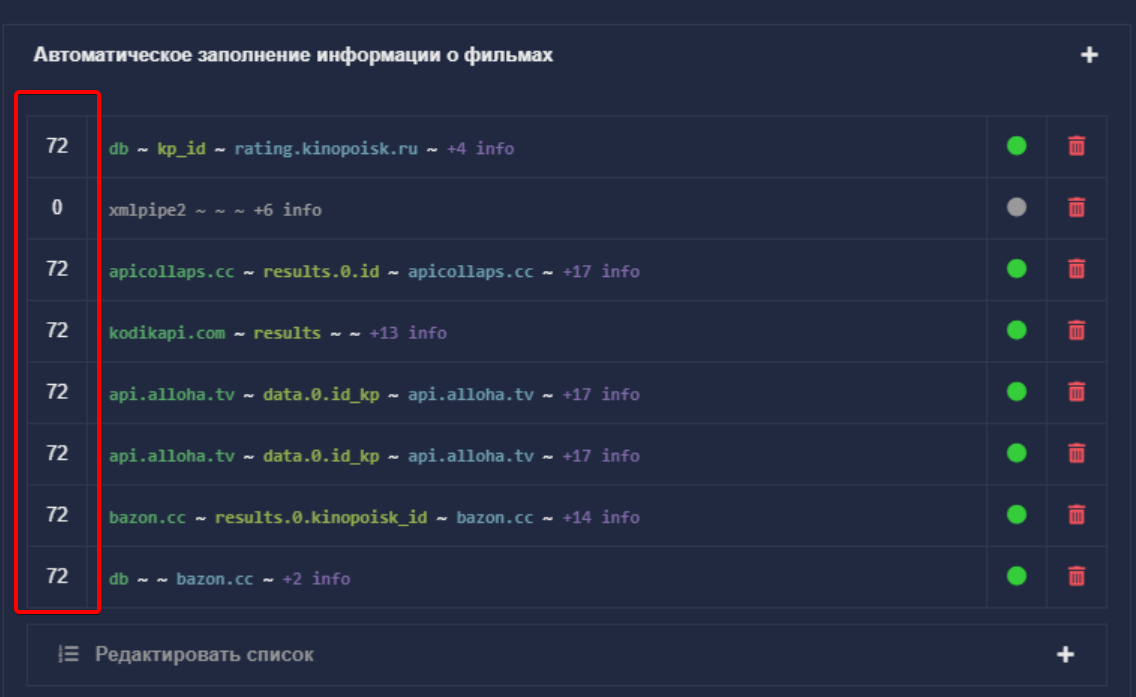 Автоматическое заполнение информации о фильмах +
72 db ~ kp_id ~ rating.kinopoisk.ru ~ +4 info
0 xmlpipe2 ~ ~ ~ +6 info
72 apicollaps.cc ~ results.0.id ~ apicollaps.cc ~ +17 info
72 kodikapi.com ~ results ~ ~ +13 info
72 api.alloha.tv ~ data.0.id_kp ~ api.alloha.tv ~ +17 info
72 api.alloha.tv ~ data.0.id_kp ~ api.alloha.tv ~ +17 info
72 bazon.cc ~ results.0.kinopoisk_id ~ bazon.cc ~ +14 info
72 db ~ ~ bazon.cc ~ +2 info
Редактировать список +